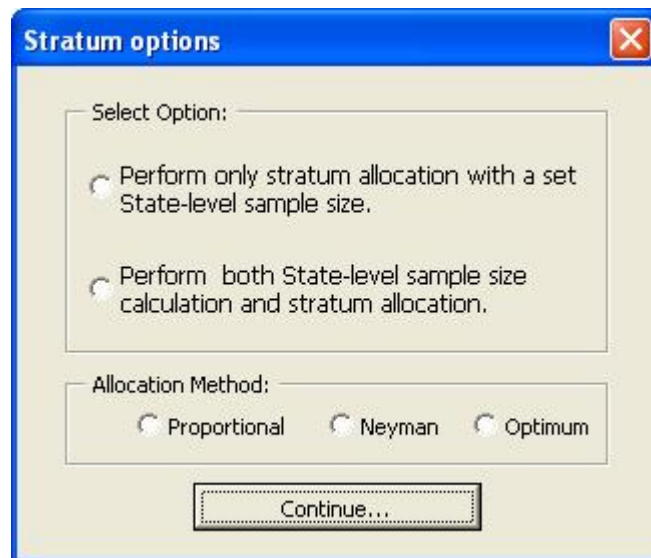 Stratum options
Select Option:
Perform only stratum allocation with a set
State-level sample size.
Perform both State-level sample size
calculation and stratum allocation.
Allocation Method:
Proportional Neyman Optimum
Continue...